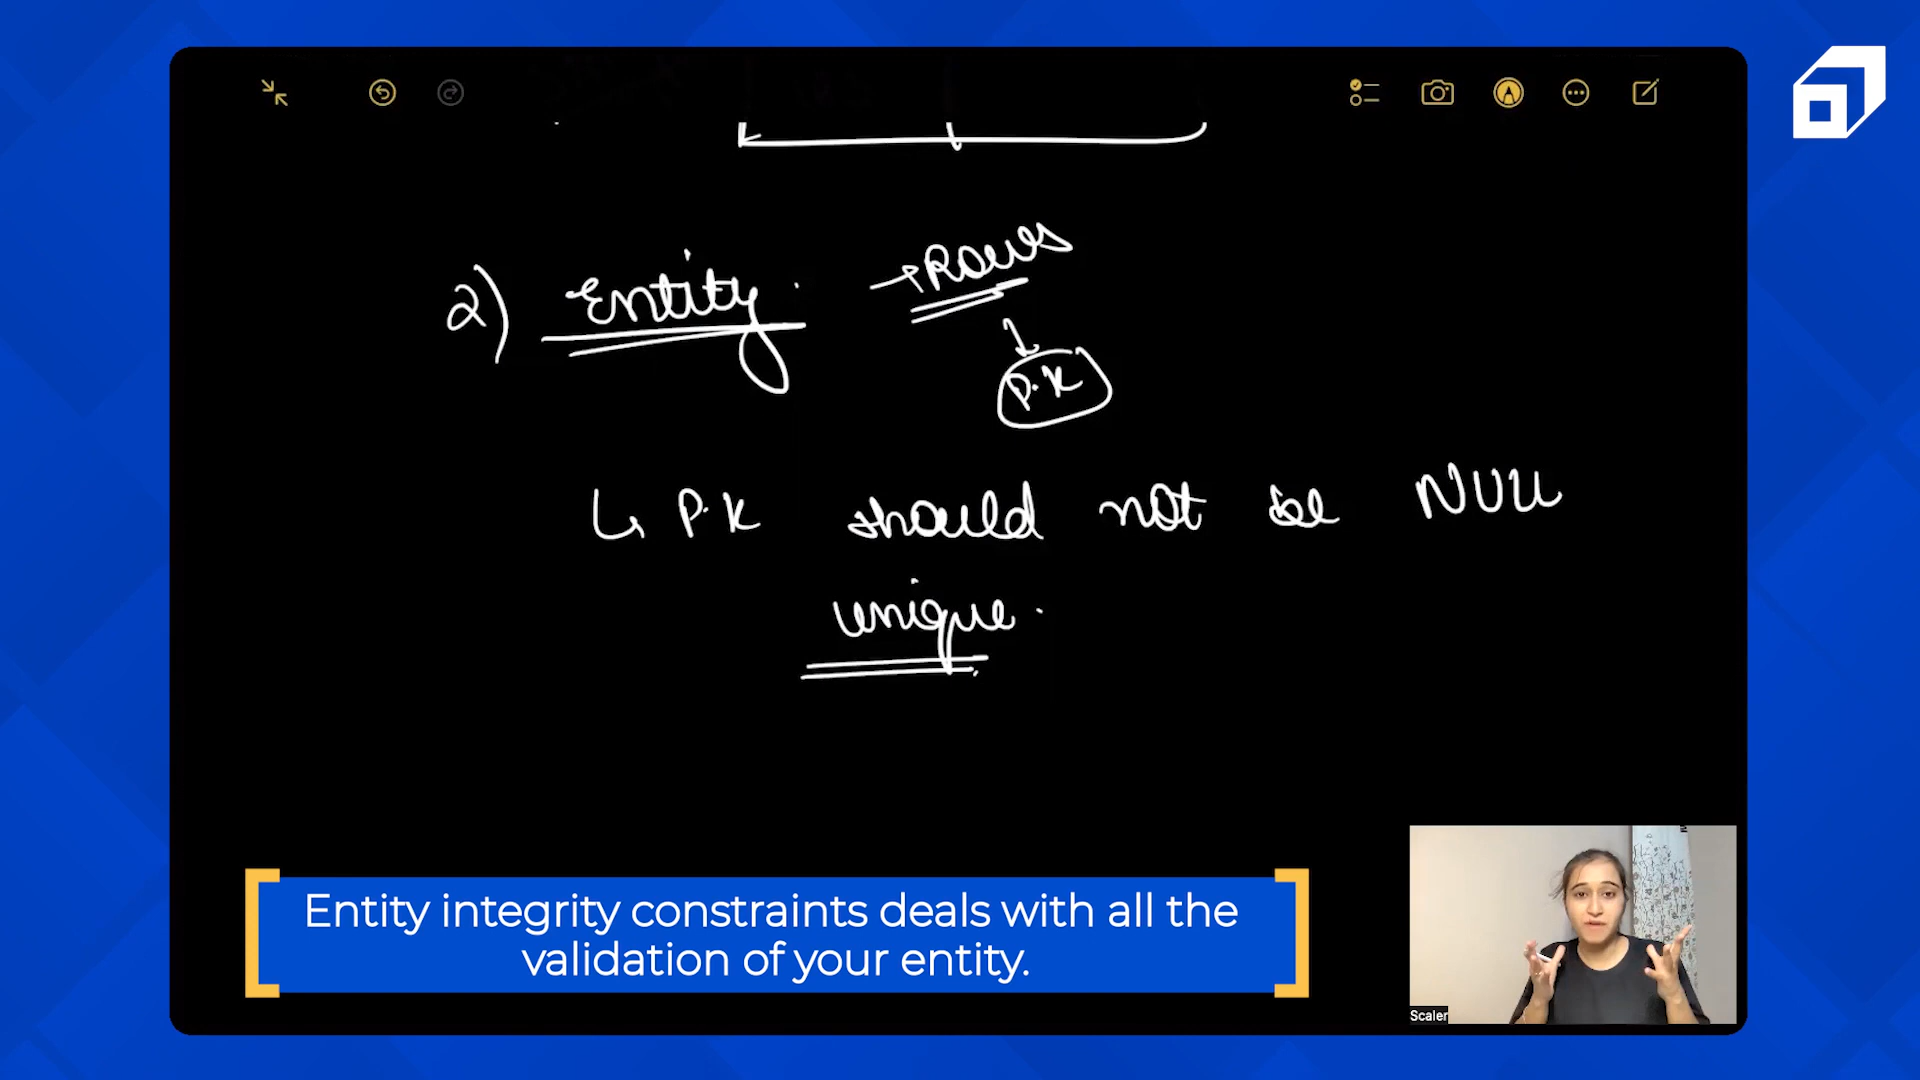 2) Entity. → Rows
P.K
↳ P.K should not be NULL
unique.
Entity integrity constraints deals with all the
validation of your entity.
Scaler